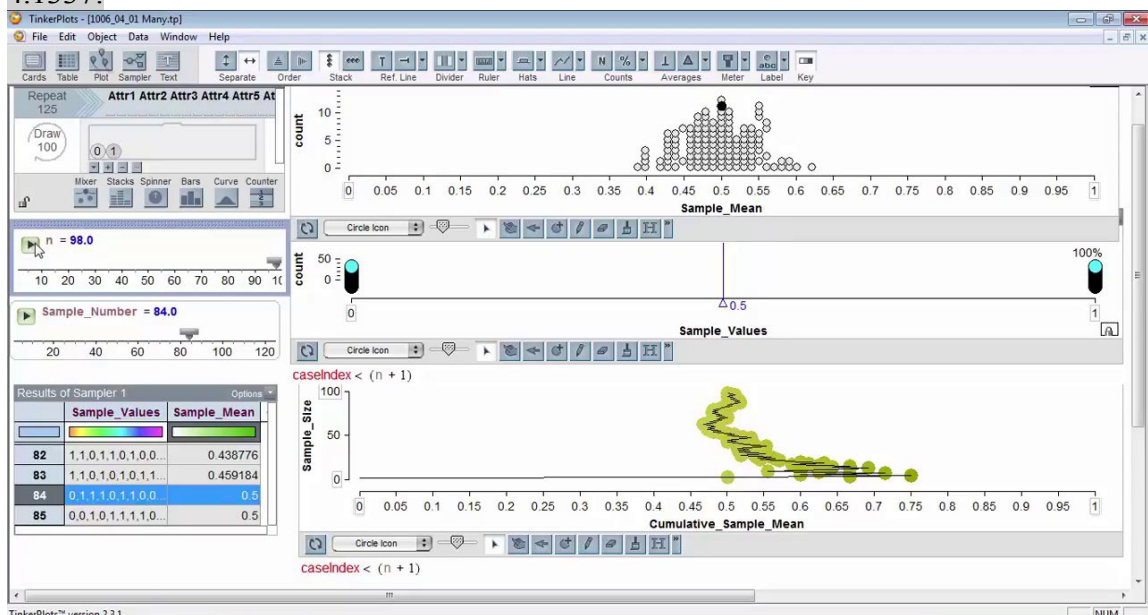 TinkerPlots - [1006_04_01 Many.tp]
File Edit Object Data Window Help
Cards Table Plot Sampler Text Separate Order Stack Ref. Line Divider Ruler Hats Line Counts Averages Meter Label Key
Repeat
125
Attr1 Attr2 Attr3 Attr4 Attr5 At
Draw
100
0 1
Mixer Stacks Spinner Bars Curve Counter
n = 98.0
10 20 30 40 50 60 70 80 90 10
Sample_Number = 84.0
20 40 60 80 100 120
Results of Sampler 1 Options
Sample_Values Sample_Mean
82 1,1,0,1,1,0,1,0,0... 0.438776
83 1,1,0,1,0,1,0,1,1... 0.459184
84 0,1,1,1,0,1,1,0,0... 0.5
85 0,0,1,0,1,1,1,1,0... 0.5
count
10
5
0
0 0.05 0.1 0.15 0.2 0.25 0.3 0.35 0.4 0.45 0.5 0.55 0.6 0.65 0.7 0.75 0.8 0.85 0.9 0.95 1
Sample_Mean
Circle Icon
count
50
0
100%
0.5
0 1
Sample_Values
Circle Icon
caseIndex < (n + 1)
Sample_Size
100
50
0
0 0.05 0.1 0.15 0.2 0.25 0.3 0.35 0.4 0.45 0.5 0.55 0.6 0.65 0.7 0.75 0.8 0.85 0.9 0.95 1
Cumulative_Sample_Mean
Circle Icon
caseIndex < (n + 1)
TinkerPlots™ version 2.3.1
NUM